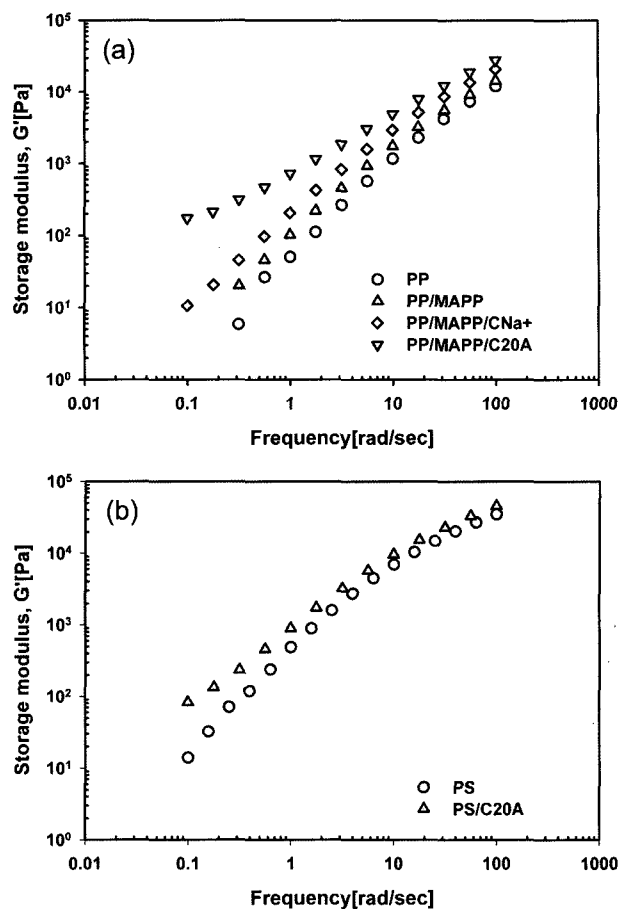 (a)
Storage modulus, G'[Pa]
10⁵
10⁴
10³
10²
10¹
10⁰
0.01 0.1 1 10 100 1000
Frequency[rad/sec]
PP
PP/MAPP
PP/MAPP/CNa+
PP/MAPP/C20A
(b)
Storage modulus, G'[Pa]
10⁵
10⁴
10³
10²
10¹
10⁰
0.01 0.1 1 10 100 1000
Frequency[rad/sec]
PS
PS/C20A